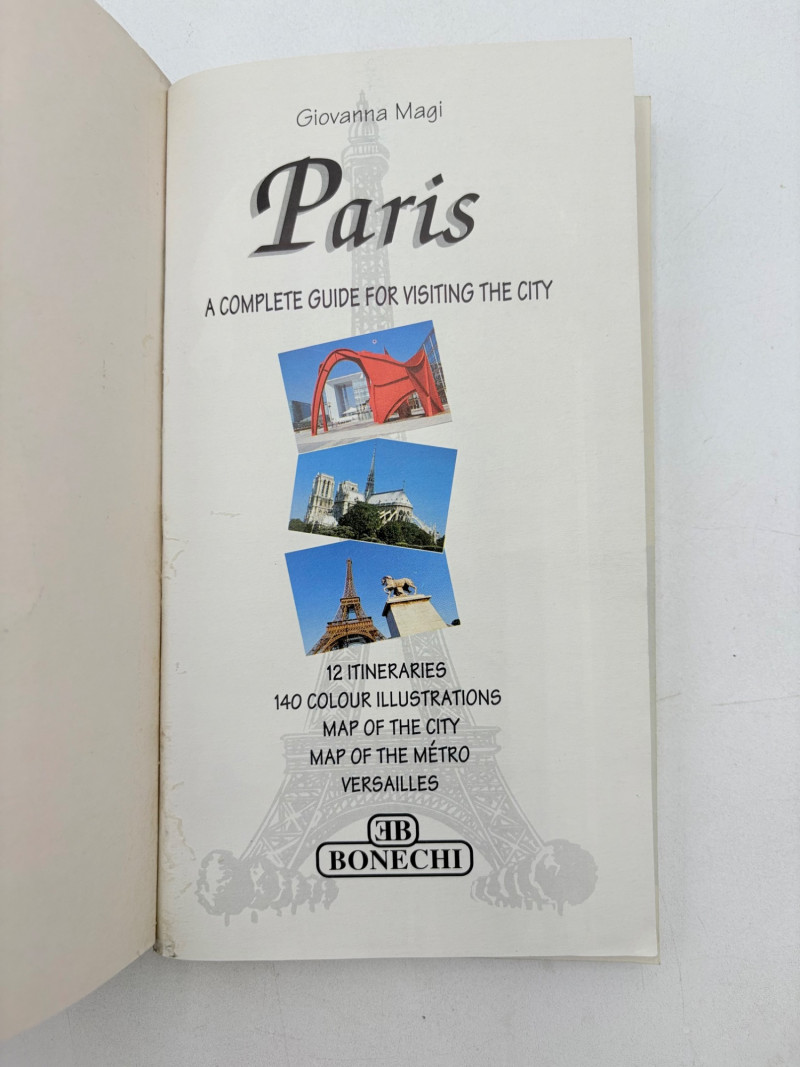 Giovanna Magi
Paris
A COMPLETE GUIDE FOR VISITING THE CITY
12 ITINERARIES
140 COLOUR ILLUSTRATIONS
MAP OF THE CITY
MAP OF THE MÉTRO
VERSAILLES
EB
BONECHI